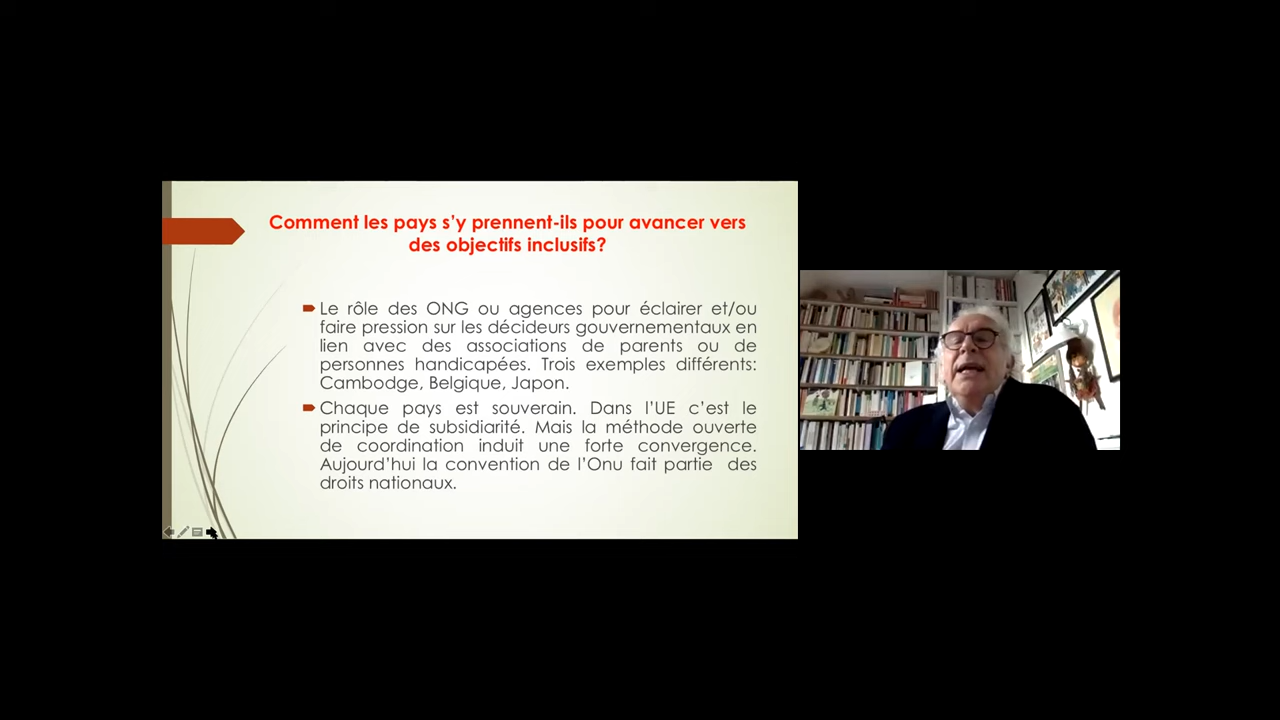 Comment les pays s'y prennent-ils pour avancer vers
des objectifs inclusifs?
Le rôle des ONG ou agences pour éclairer et/ou
faire pression sur les décideurs gouvernementaux en
lien avec des associations de parents ou de
personnes handicapées. Trois exemples différents:
Cambodge, Belgique, Japon.
Chaque pays est souverain. Dans l'UE c'est le
principe de subsidiarité. Mais la méthode ouverte
de coordination induit une forte convergence.
Aujourd'hui la convention de l'Onu fait partie des
droits nationaux.